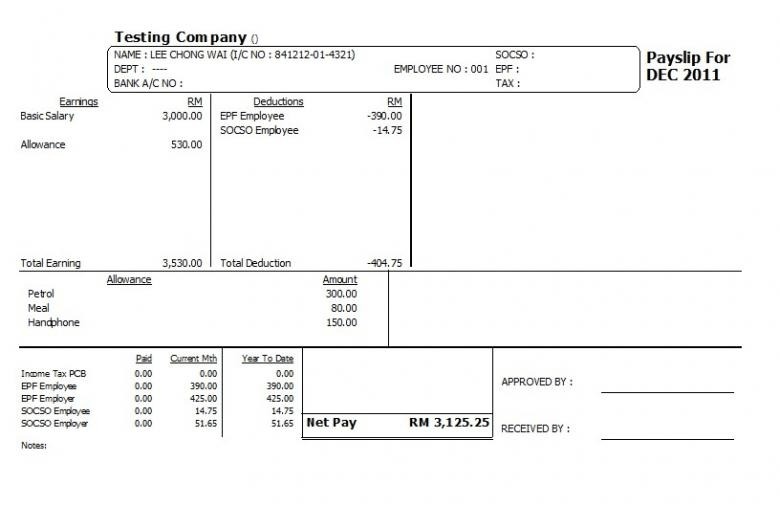 Testing Company ()
NAME : LEE CHONG WAI (I/C NO : 841212-01-4321) SOCSO :
DEPT : ---- EMPLOYEE NO : 001 EPF :
BANK A/C NO : TAX :
Payslip For
DEC 2011
Earnings RM Deductions RM
Basic Salary 3,000.00 EPF Employee -390.00
SOCSO Employee -14.75
Allowance 530.00
Total Earning 3,530.00 Total Deduction -404.75
Allowance Amount
Petrol 300.00
Meal 80.00
Handphone 150.00
Paid Current Mth Year To Date
Income Tax PCB 0.00 0.00 0.00
EPF Employee 0.00 390.00 390.00
EPF Employer 0.00 425.00 425.00
SOCSO Employee 0.00 14.75 14.75
SOCSO Employer 0.00 51.65 51.65
Net Pay RM 3,125.25
APPROVED BY :
RECEIVED BY :
Notes: